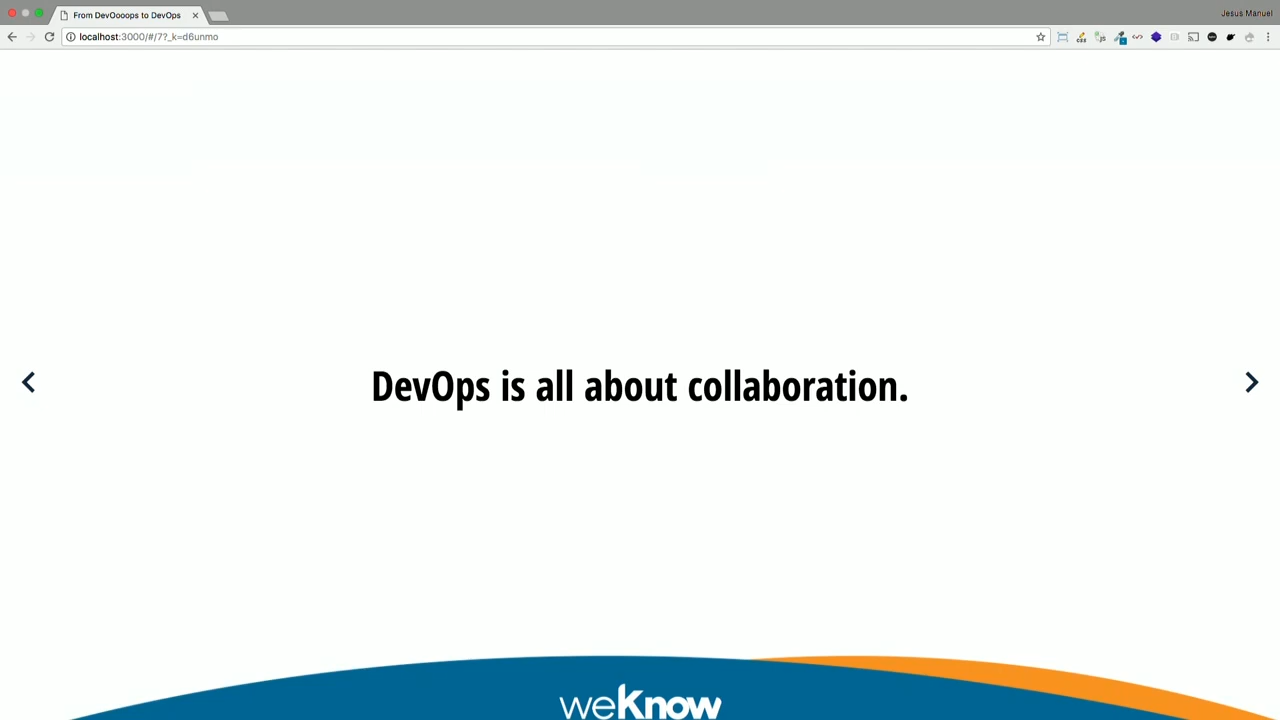 From DevOooops to DevOps
Jesus Manuel
localhost:3000/#/7?_k=d6unmo
DevOps is all about collaboration.
weKnow